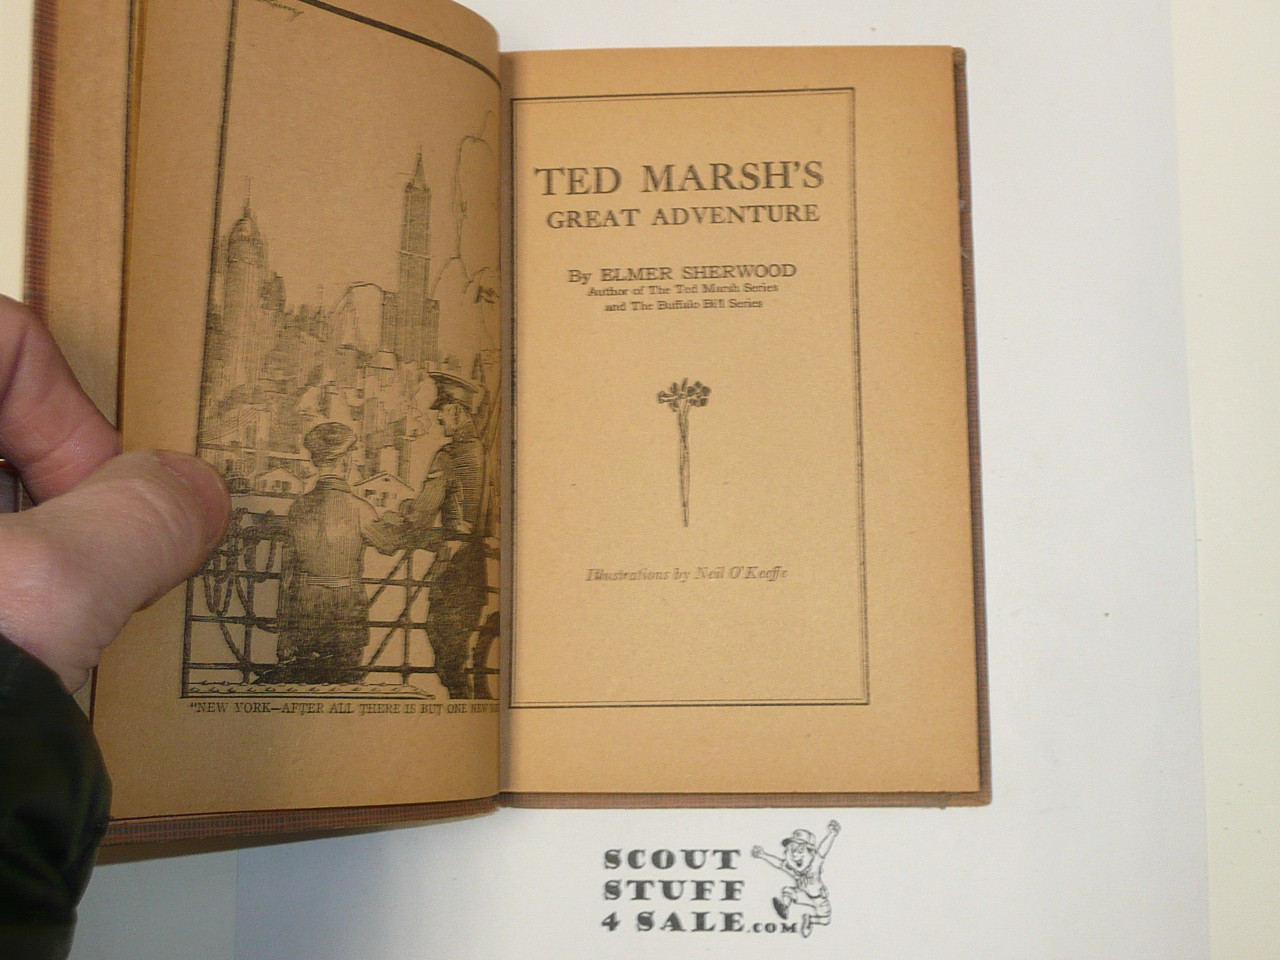 "NEW YORK—AFTER ALL THERE IS BUT ONE NEW
TED MARSH'S
GREAT ADVENTURE
By ELMER SHERWOOD
Author of The Ted Marsh Series
and The Buffalo Bill Series
Illustrations by Neil O'Keeffe
SCOUT
STUFF
4 SALE.COM